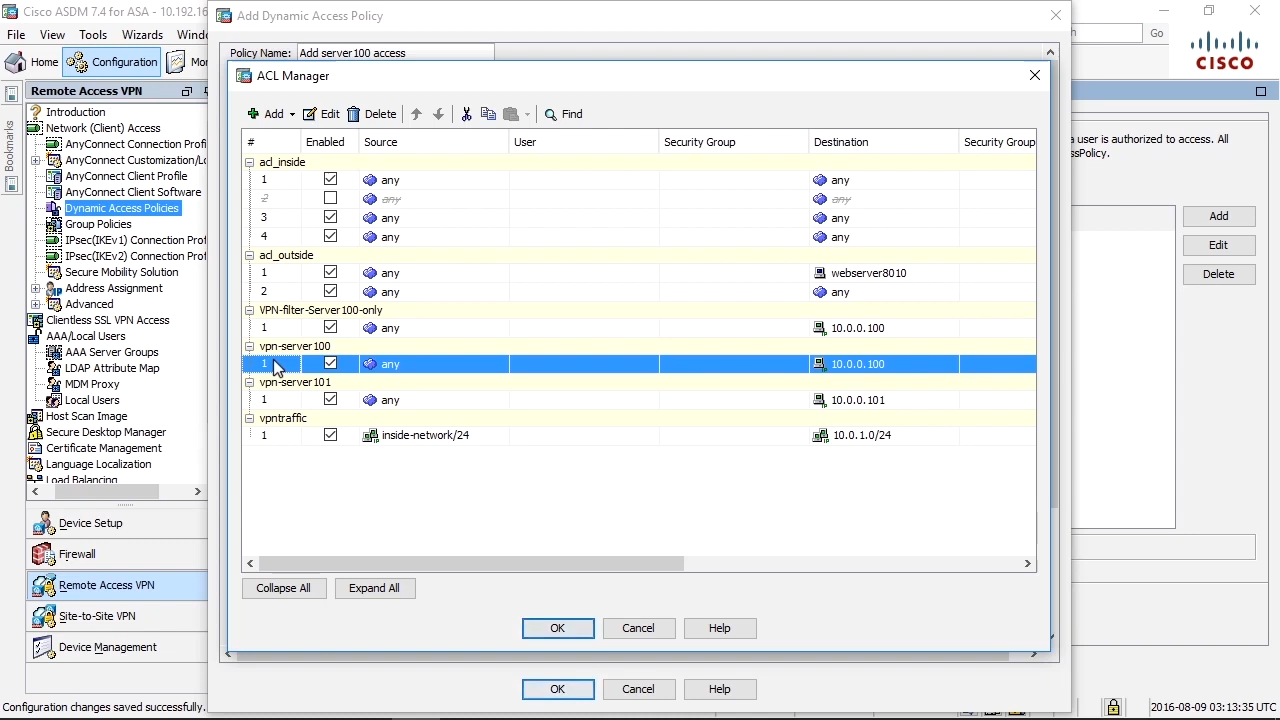 Cisco ASDM 7.4 for ASA - 10.192.16
Add Dynamic Access Policy
File View Tools Wizards Windo
Go
CISCO
Home Configuration Mor
Policy Name: Add server100 access
Remote Access VPN
ACL Manager
Introduction
Network (Client) Access
AnyConnect Connection Profi
AnyConnect Customization/Lo
AnyConnect Client Profile
AnyConnect Client Software
Dynamic Access Policies
Group Policies
IPsec(IKEv1) Connection Prof
IPsec(IKEv2) Connection Prof
Secure Mobility Solution
Address Assignment
Advanced
Clientless SSL VPN Access
AAA/Local Users
AAA Server Groups
LDAP Attribute Map
MDM Proxy
Local Users
Host Scan Image
Secure Desktop Manager
Certificate Management
Language Localization
Load Balancing
Bookmarks
Device Setup
Firewall
Remote Access VPN
Site-to-Site VPN
Device Management
Add Edit Delete Find
# Enabled Source User Security Group Destination Security Group
acl_inside
1 any any
2 any any
3 any any
4 any any
acl_outside
1 any webserver8010
2 any any
VPN-filter-Server100-only
1 any 10.0.0.100
vpn-server100
1 any 10.0.0.100
vpn-server101
1 any 10.0.0.101
vpntraffic
1 inside-network/24 10.0.1.0/24
Collapse All Expand All
OK Cancel Help
OK Cancel Help
a user is authorized to access. All
ssPolicy.
Add
Edit
Delete
Configuration changes saved successfully.
2016-08-09 03:13:35 UTC